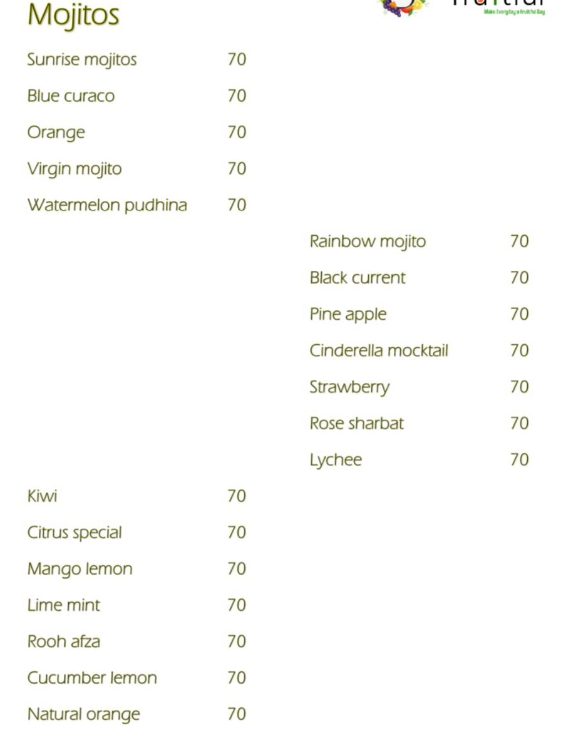 Mojitos
Make Everyday a Fruitful Day
Sunrise mojitos 70
Blue curaco 70
Orange 70
Virgin mojito 70
Watermelon pudhina 70
Rainbow mojito 70
Black current 70
Pine apple 70
Cinderella mocktail 70
Strawberry 70
Rose sharbat 70
Lychee 70
Kiwi 70
Citrus special 70
Mango lemon 70
Lime mint 70
Rooh afza 70
Cucumber lemon 70
Natural orange 70